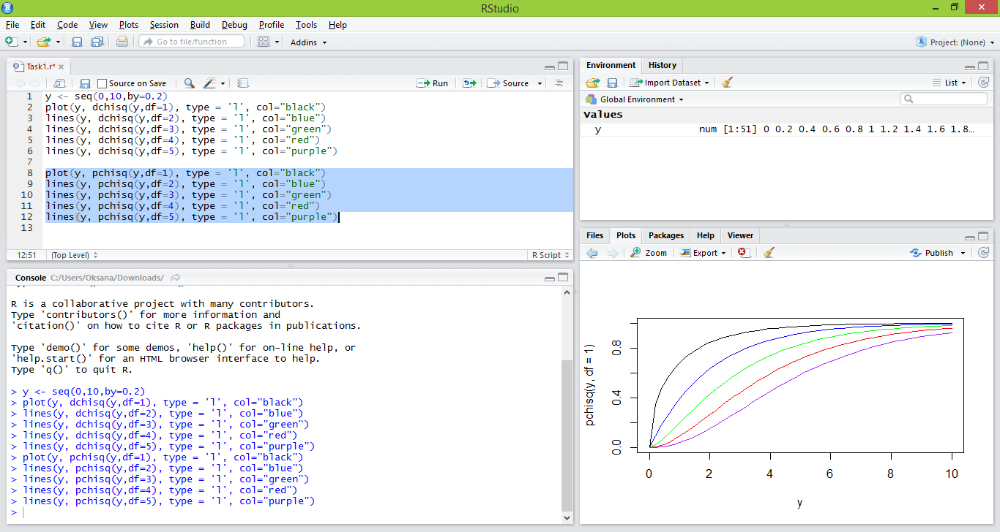 RStudio
File Edit Code View Plots Session Build Debug Profile Tools Help
Go to file/function Addins Project: (None)
Task1.r*
Source on Save Run Source
1 y <- seq(0,10,by=0.2)
2 plot(y, dchisq(y,df=1), type = 'l', col="black")
3 lines(y, dchisq(y,df=2), type = 'l', col="blue")
4 lines(y, dchisq(y,df=3), type = 'l', col="green")
5 lines(y, dchisq(y,df=4), type = 'l', col="red")
6 lines(y, dchisq(y,df=5), type = 'l', col="purple")
7
8 plot(y, pchisq(y,df=1), type = 'l', col="black")
9 lines(y, pchisq(y,df=2), type = 'l', col="blue")
10 lines(y, pchisq(y,df=3), type = 'l', col="green")
11 lines(y, pchisq(y,df=4), type = 'l', col="red")
12 lines(y, pchisq(y,df=5), type = 'l', col="purple")
13
12:51 (Top Level) R Script
Console C:/Users/Oksana/Downloads/
R is a collaborative project with many contributors.
Type 'contributors()' for more information and
'citation()' on how to cite R or R packages in publications.
Type 'demo()' for some demos, 'help()' for on-line help, or
'help.start()' for an HTML browser interface to help.
Type 'q()' to quit R.
> y <- seq(0,10,by=0.2)
> plot(y, dchisq(y,df=1), type = 'l', col="black")
> lines(y, dchisq(y,df=2), type = 'l', col="blue")
> lines(y, dchisq(y,df=3), type = 'l', col="green")
> lines(y, dchisq(y,df=4), type = 'l', col="red")
> lines(y, dchisq(y,df=5), type = 'l', col="purple")
> plot(y, pchisq(y,df=1), type = 'l', col="black")
> lines(y, pchisq(y,df=2), type = 'l', col="blue")
> lines(y, pchisq(y,df=3), type = 'l', col="green")
> lines(y, pchisq(y,df=4), type = 'l', col="red")
> lines(y, pchisq(y,df=5), type = 'l', col="purple")
>
Environment History
Import Dataset List
Global Environment
Values
y num [1:51] 0 0.2 0.4 0.6 0.8 1 1.2 1.4 1.6 1.8…
Files Plots Packages Help Viewer
Zoom Export Publish
pchisq(y, df = 1)
0.8
0.4
0.0
0 2 4 6 8 10
y